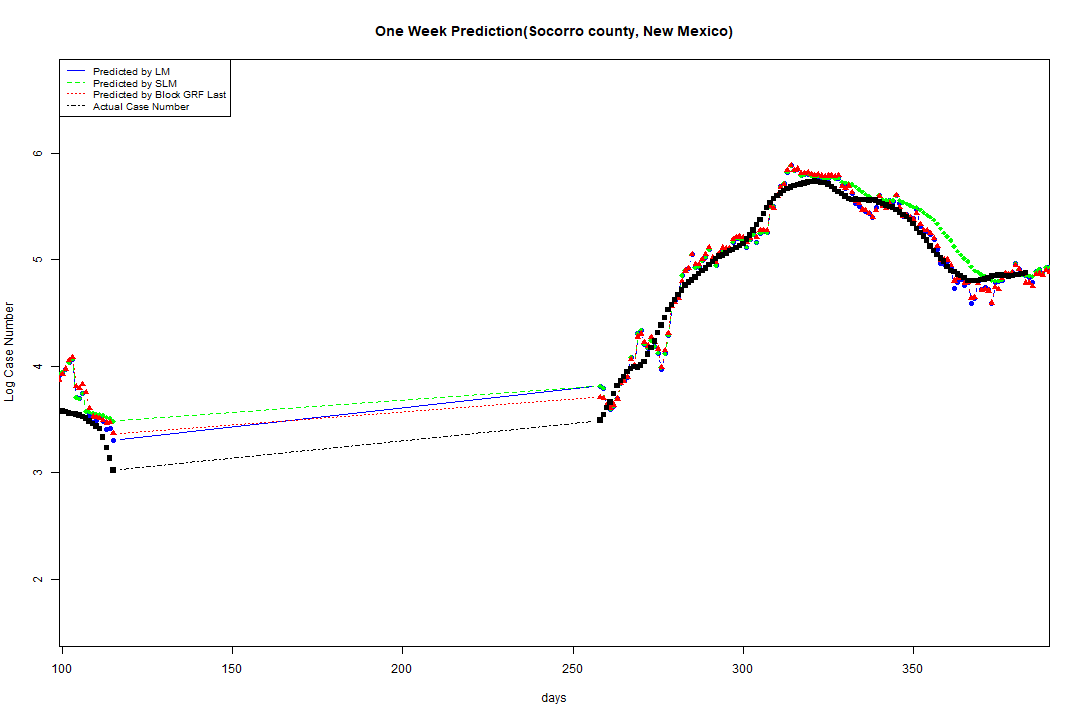 One Week Prediction(Socorro county, New Mexico)
Predicted by LM
Predicted by SLM
Predicted by Block GRF Last
Actual Case Number
Log Case Number
6
5
4
3
2
100 150 200 250 300 350
days